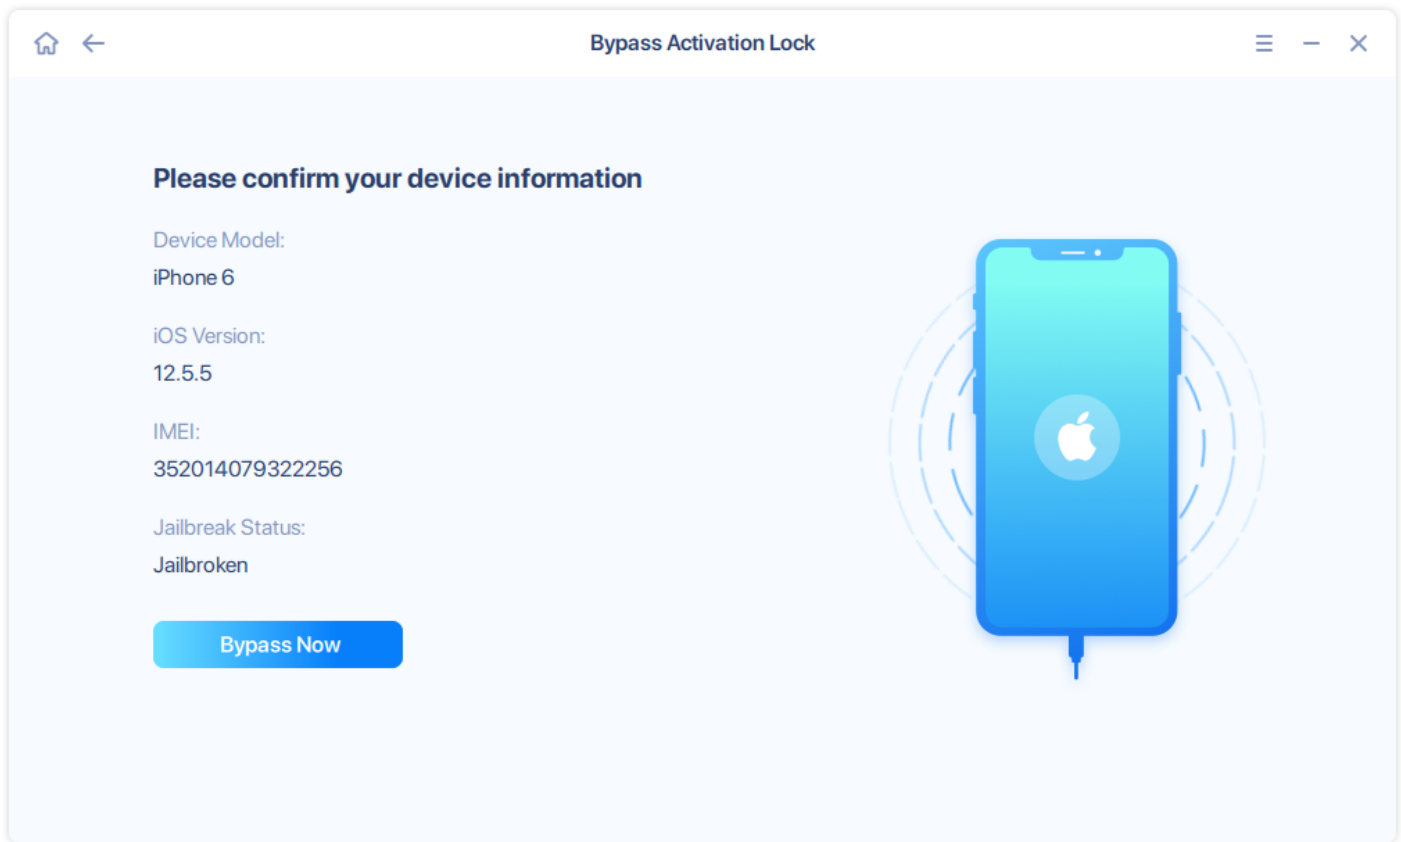 Bypass Activation Lock
Please confirm your device information
Device Model:
iPhone 6
iOS Version:
12.5.5
IMEI:
352014079322256
Jailbreak Status:
Jailbroken
Bypass Now